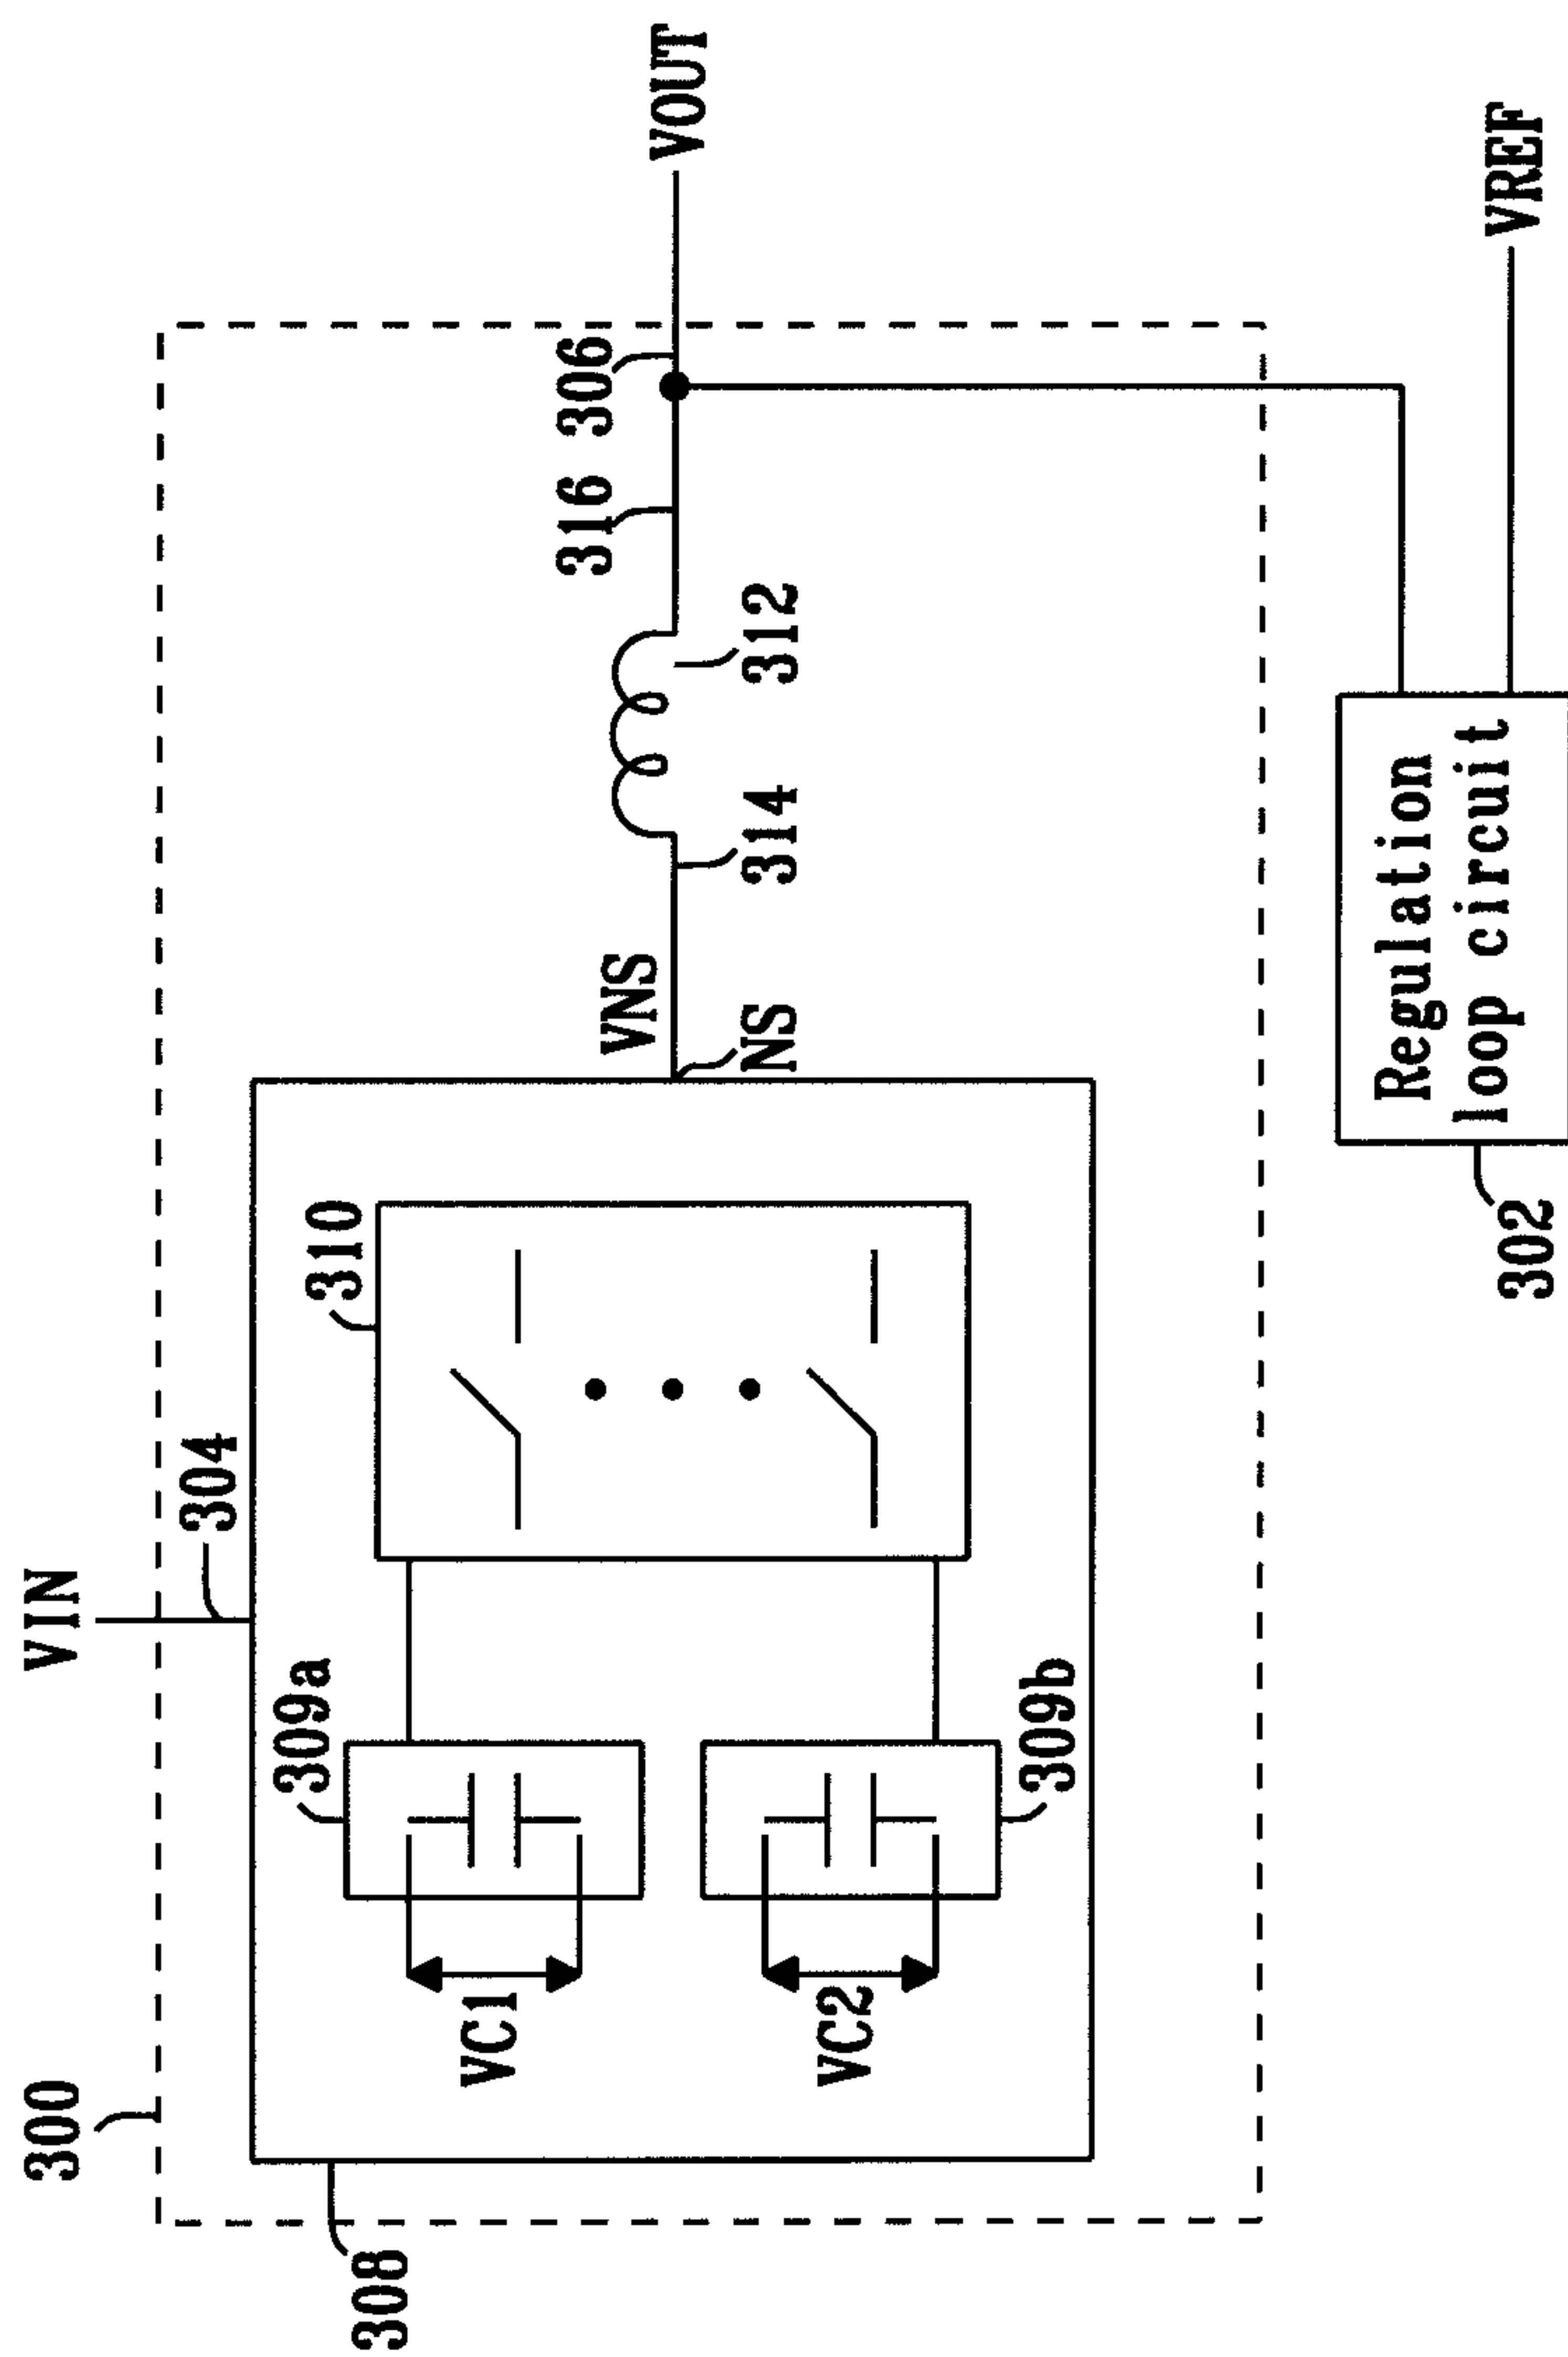 300
VIN
304
308
309a
310
VC1
VC2
309b
VNS
NS
314
312
316
306
VOUT
302
Regulation
loop circuit
VREF